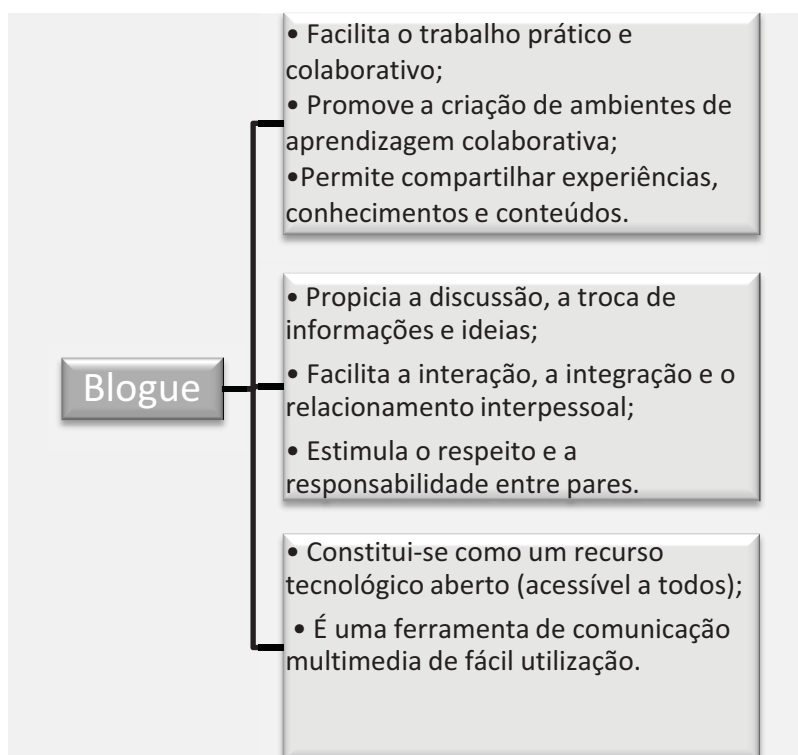 • Facilita o trabalho prático e
colaborativo;
• Promove a criação de ambientes de
aprendizagem colaborativa;
•Permite compartilhar experiências,
conhecimentos e conteúdos.
Blogue
• Propicia a discussão, a troca de
informações e ideias;
• Facilita a interação, a integração e o
relacionamento interpessoal;
• Estimula o respeito e a
responsabilidade entre pares.
• Constitui-se como um recurso
tecnológico aberto (acessível a todos);
• É uma ferramenta de comunicação
multimedia de fácil utilização.